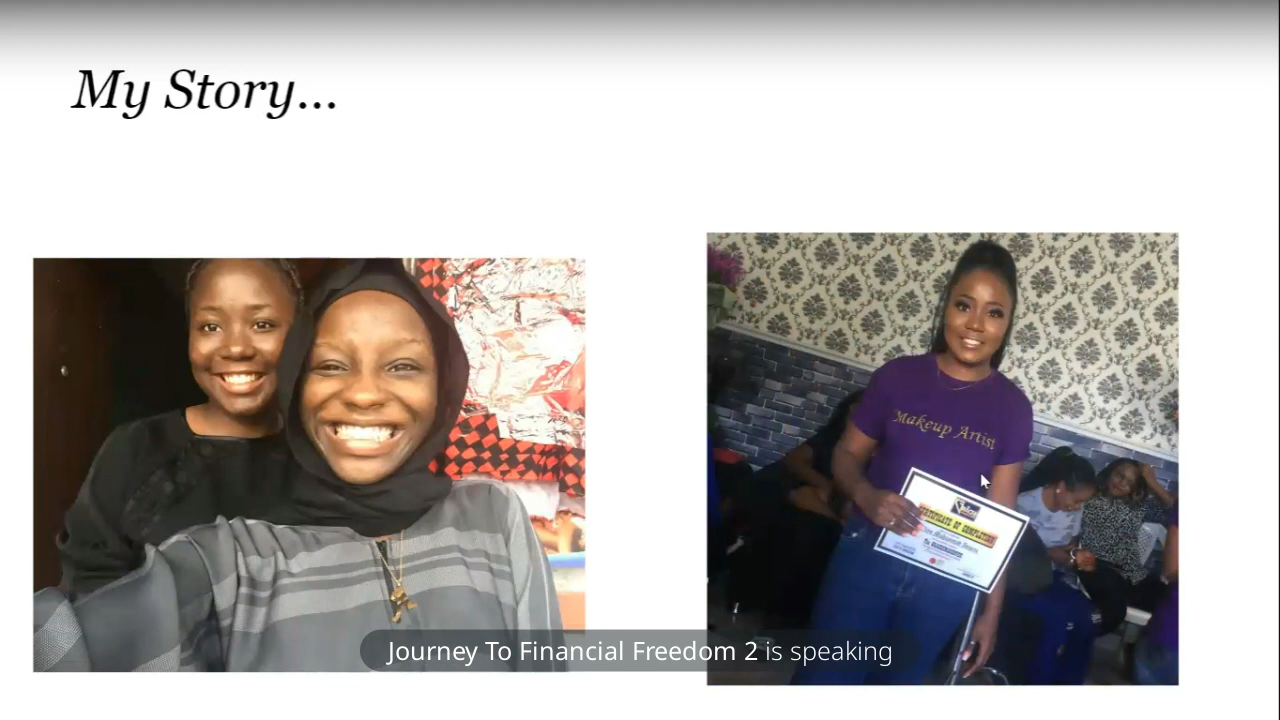 My Story...
Makeup Artist
CERTIFICATE OF COMPLETION
Journey To Financial Freedom 2 is speaking